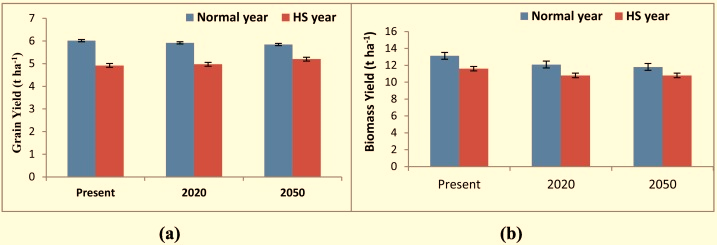 Normal year HS year
Grain Yield (t ha-1)
7
6
5
4
3
2
1
0
Present 2020 2050
(a)
Normal year HS year
Biomass Yield (t ha-1)
16
14
12
10
8
6
4
2
0
Present 2020 2050
(b)